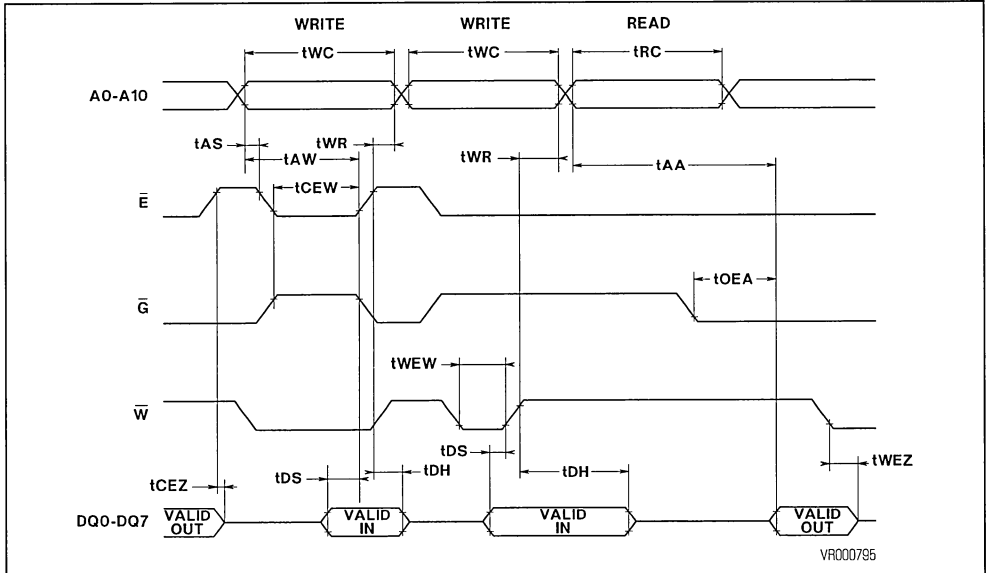 WRITE WRITE READ
tWC tWC tRC
A0-A10
tAS tWR
tAW tWR tAA
tCEW
E
tOEA
G
tWEW
W
tDS
tDS tDH tDH tWEZ
tCEZ
DQ0-DQ7 VALID OUT VALID IN VALID IN VALID OUT
VR000795